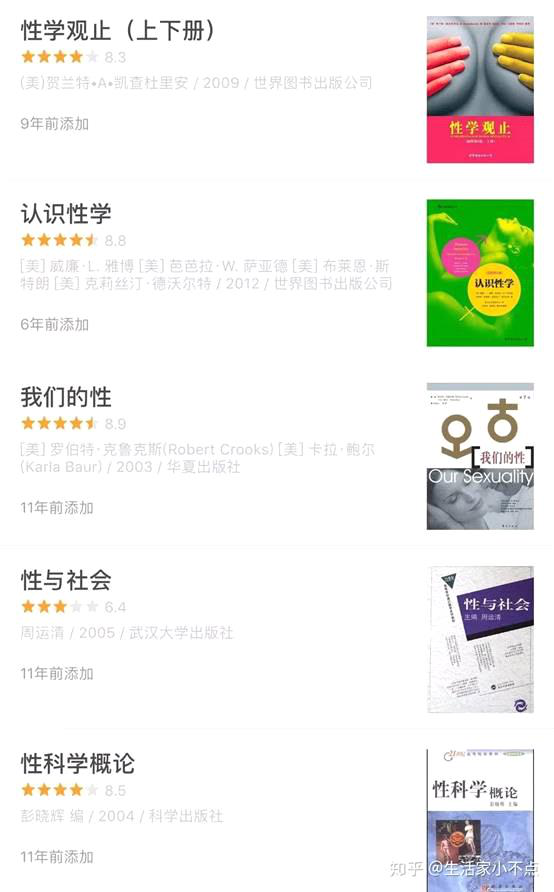 性学观止（上下册）
8.3
(美)贺兰特•A•凯查杜里安 / 2009 / 世界图书出版公司
9年前添加
性学观止
认识性学
8.8
[美] 威廉·L. 雅博 [美] 芭芭拉·W. 萨亚德 [美] 布莱恩·斯
特朗 [美] 克莉丝汀·德沃尔特 / 2012 / 世界图书出版公司
6年前添加
认识性学
我们的性
8.9
[美] 罗伯特·克鲁克斯(Robert Crooks) [美] 卡拉·鲍尔
(Karla Baur) / 2003 / 华夏出版社
11年前添加
[我们的性]
Our Sexuality
性与社会
6.4
周运清 / 2005 / 武汉大学出版社
11年前添加
性与社会
主编 周运清
性科学概论
8.5
彭晓辉 编 / 2004 / 科学出版社
11年前添加
性科学概论
知乎 @生活家小不点